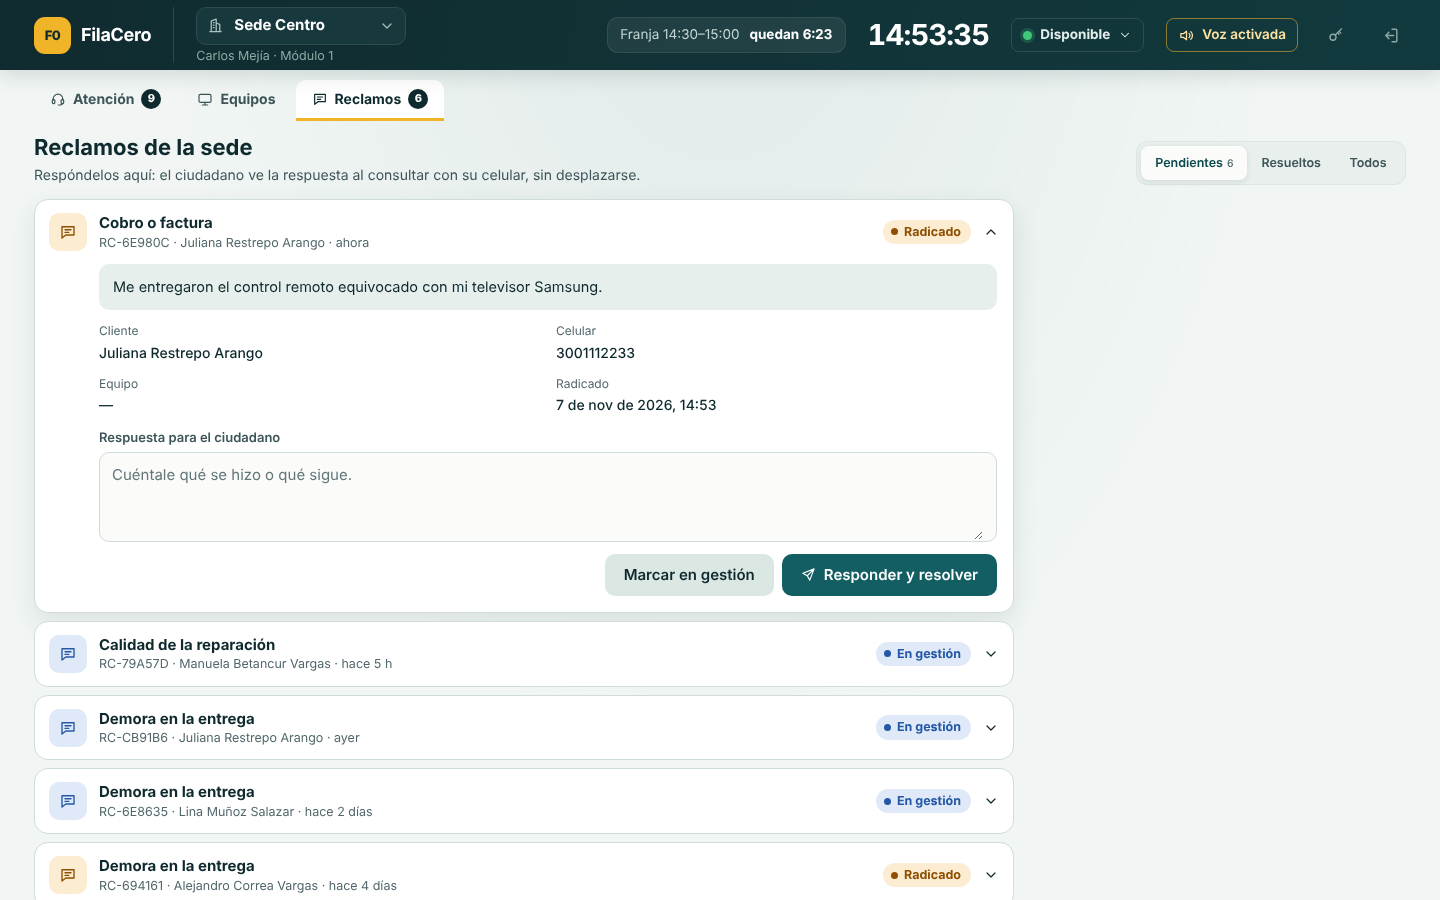 FO FilaCero
Sede Centro
Carlos Mejía · Módulo 1
Franja 14:30–15:00 quedan 6:23
14:53:35
Disponible
Voz activada
Atención 9
Equipos
Reclamos 6
Reclamos de la sede
Respóndelos aquí: el ciudadano ve la respuesta al consultar con su celular, sin desplazarse.
Pendientes 6
Resueltos
Todos
Cobro o factura
RC-6E980C · Juliana Restrepo Arango · ahora
Radicado
Me entregaron el control remoto equivocado con mi televisor Samsung.
Cliente
Juliana Restrepo Arango
Celular
3001112233
Equipo
—
Radicado
7 de nov de 2026, 14:53
Respuesta para el ciudadano
Cuéntale qué se hizo o qué sigue.
Marcar en gestión
Responder y resolver
Calidad de la reparación
RC-79A57D · Manuela Betancur Vargas · hace 5 h
En gestión
Demora en la entrega
RC-CB91B6 · Juliana Restrepo Arango · ayer
En gestión
Demora en la entrega
RC-6E8635 · Lina Muñoz Salazar · hace 2 días
En gestión
Demora en la entrega
RC-694161 · Alejandro Correa Vargas · hace 4 días
Radicado